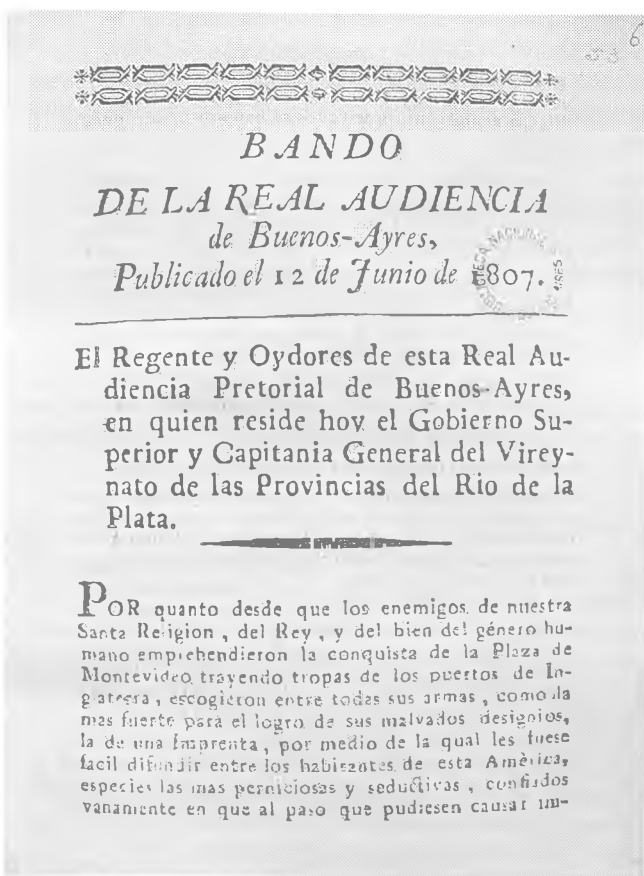 6
53
BANDO
DE LA REAL AUDIENCIA
de Buenos-Ayres,
Publicado el 12 de Junio de 1807.
El Regente y Oydores de esta Real Au-
diencia Pretorial de Buenos-Ayres,
en quien reside hoy el Gobierno Su-
perior y Capitania General del Virey-
nato de las Provincias del Rio de la
Plata.
POR quanto desde que los enemigos de nuestra
Santa Religion, del Rey, y del bien del género hu-
mano emprehendieron la conquista de la Plaza de
Montevideo trayendo tropas de los puertos de In-
glaterra, escogieron entre todas sus armas, como la
mas fuerte para el logro de sus malvados designios,
la de una Imprenta, por medio de la qual les fuese
facil difundir entre los habitantes de esta Amèrica,
especies las mas perniciosas y seductivas, confiados
vanamente en que al paso que pudiesen causar im-